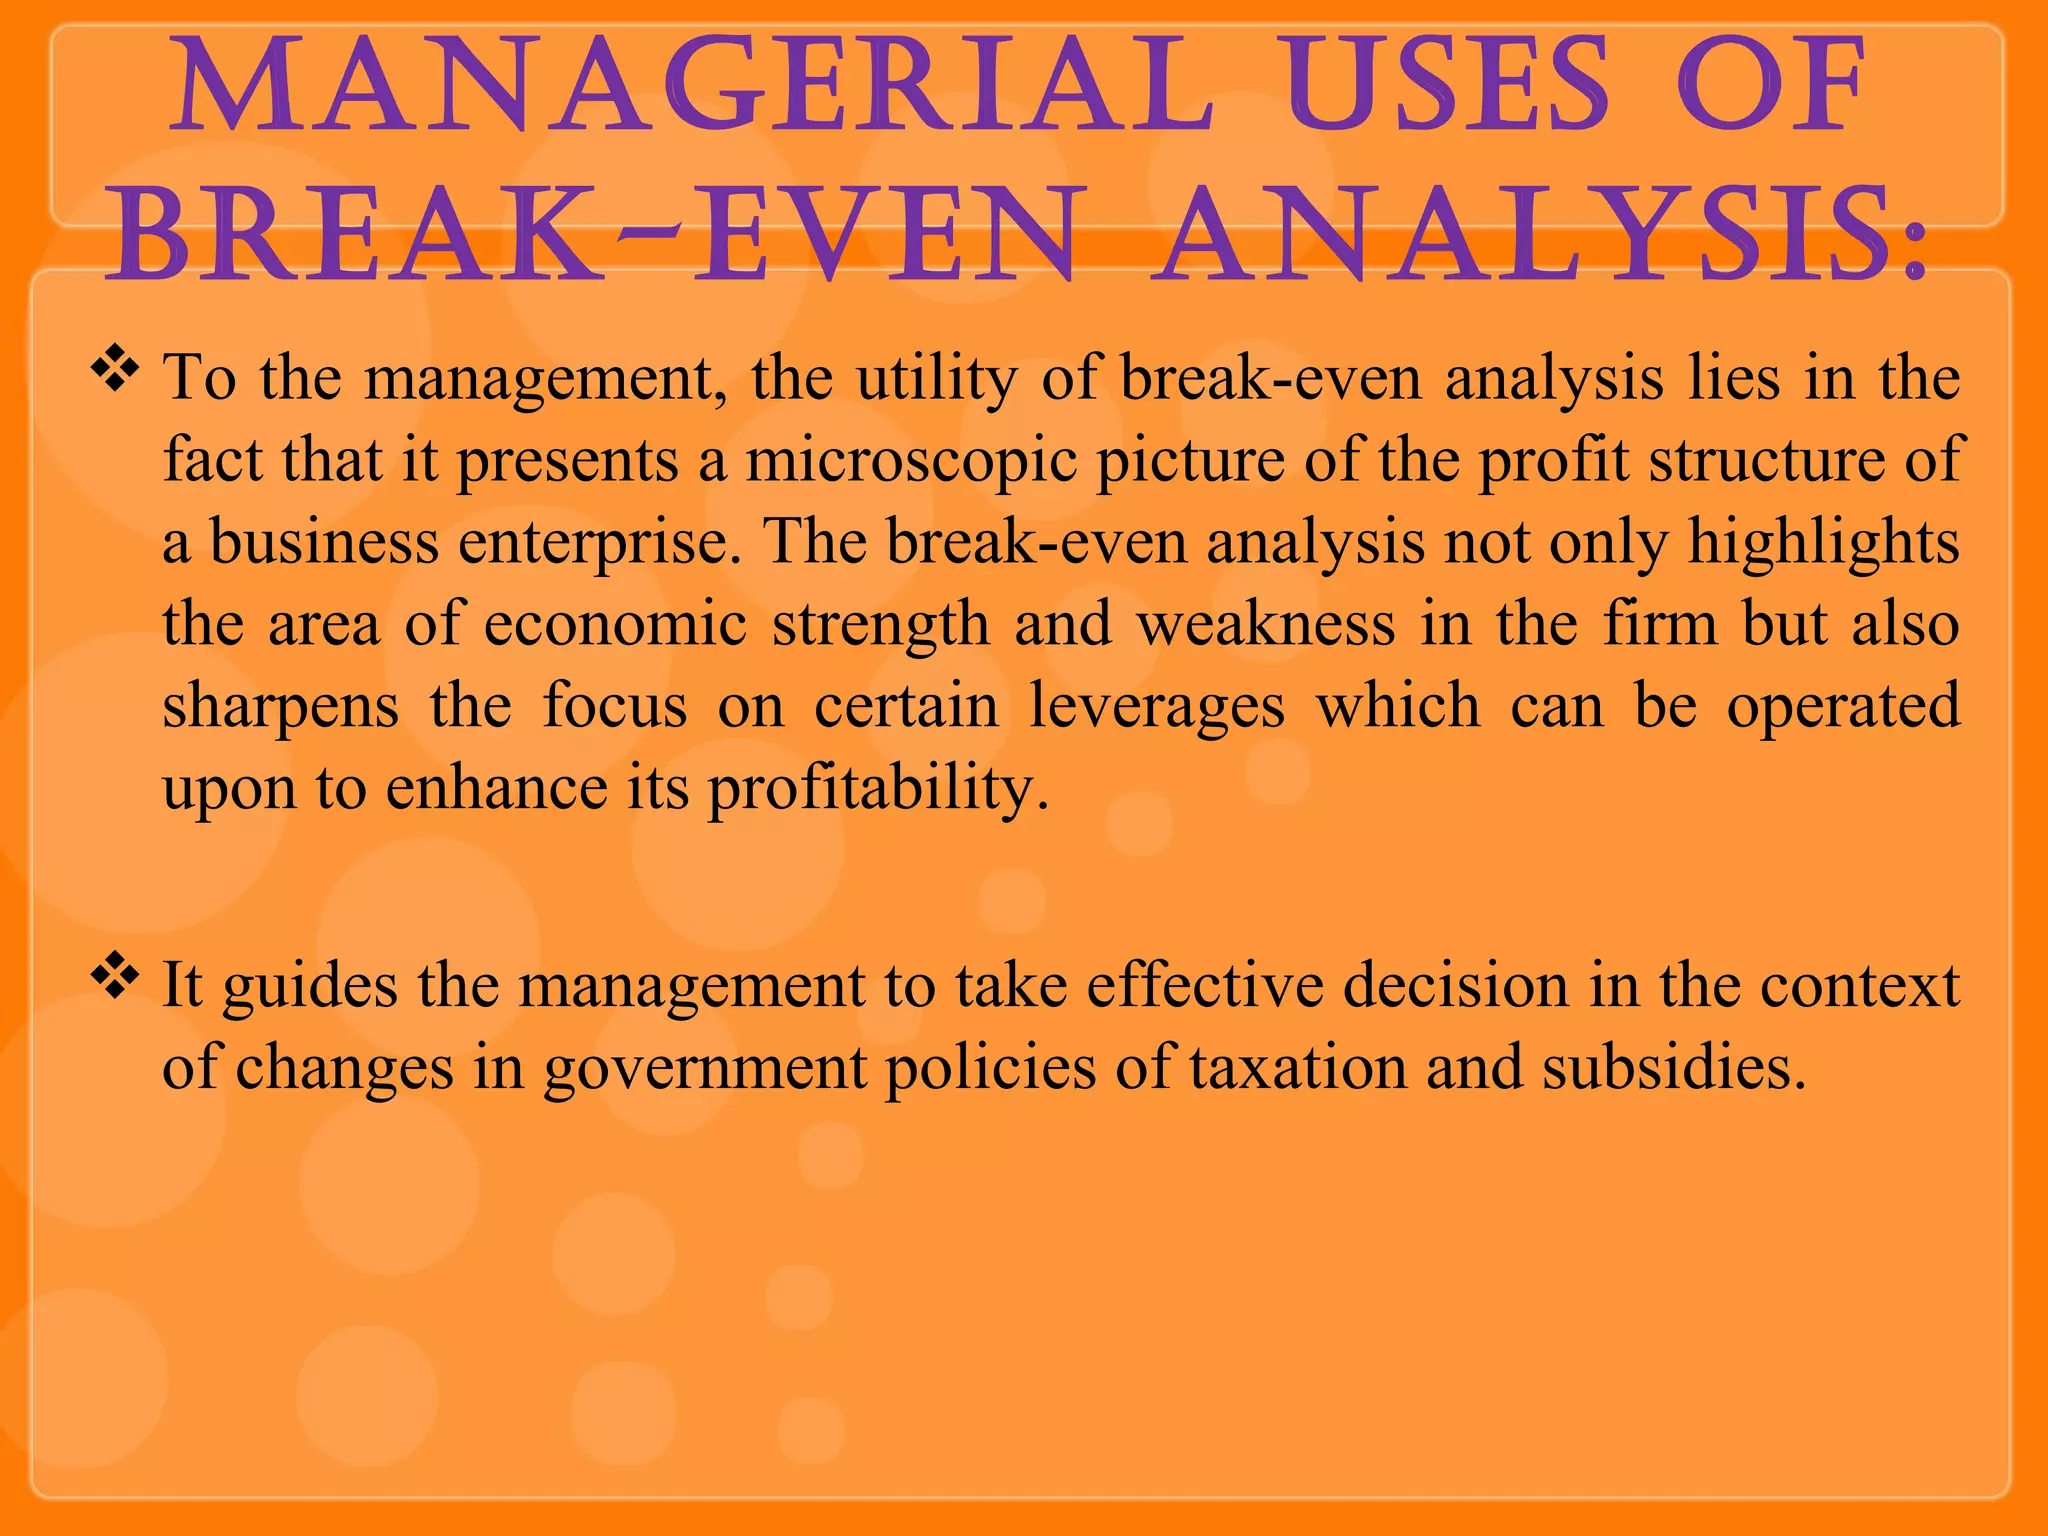 MANAGERIAL USES OF
BREAK-EVEN ANALYSIS:
❖ To the management, the utility of break-even analysis lies in the
fact that it presents a microscopic picture of the profit structure of
a business enterprise. The break-even analysis not only highlights
the area of economic strength and weakness in the firm but also
sharpens the focus on certain leverages which can be operated
upon to enhance its profitability.
❖ It guides the management to take effective decision in the context
of changes in government policies of taxation and subsidies.